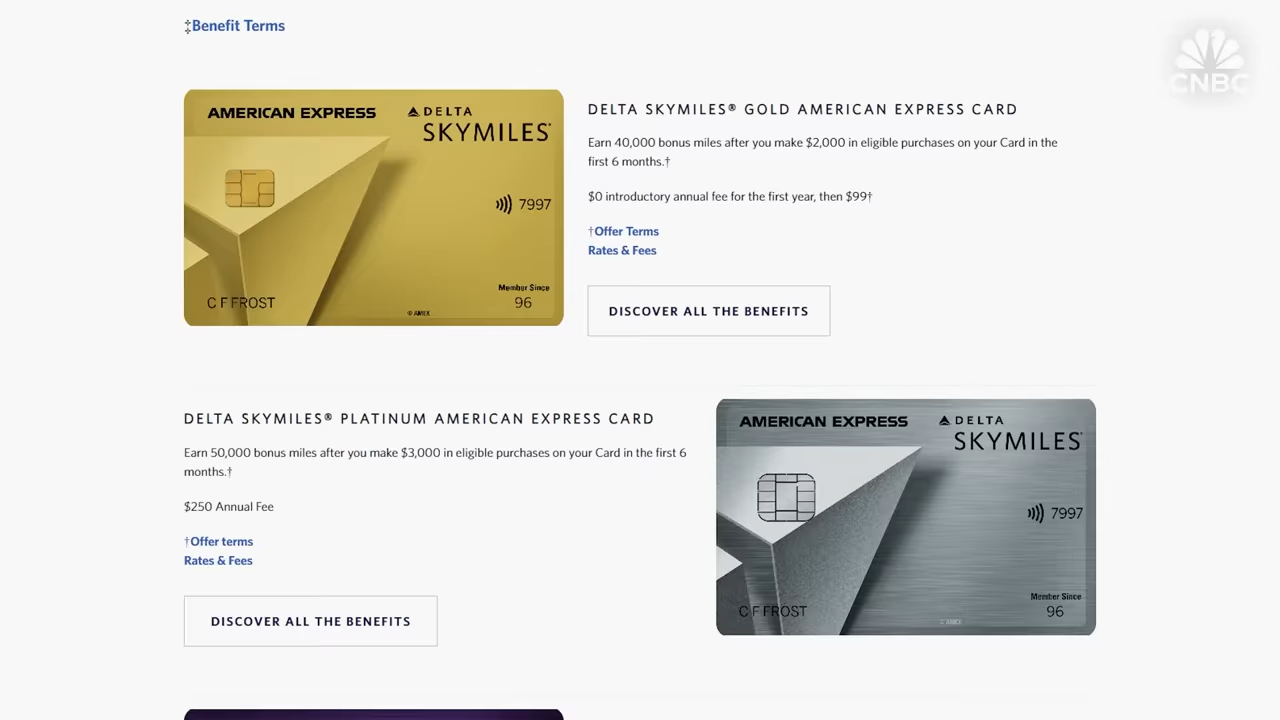 ‡Benefit Terms
CNBC
AMERICAN EXPRESS
DELTA
SKYMILES®
7997
Member Since
96
C F FROST
© AMEX
DELTA SKYMILES® GOLD AMERICAN EXPRESS CARD
Earn 40,000 bonus miles after you make $2,000 in eligible purchases on your Card in the
first 6 months.†
$0 introductory annual fee for the first year, then $99†
†Offer Terms
Rates & Fees
DISCOVER ALL THE BENEFITS
DELTA SKYMILES® PLATINUM AMERICAN EXPRESS CARD
Earn 50,000 bonus miles after you make $3,000 in eligible purchases on your Card in the first 6
months.†
$250 Annual Fee
†Offer terms
Rates & Fees
DISCOVER ALL THE BENEFITS
AMERICAN EXPRESS
DELTA
SKYMILES®
7997
Member Since
96
C F FROST
© AMEX